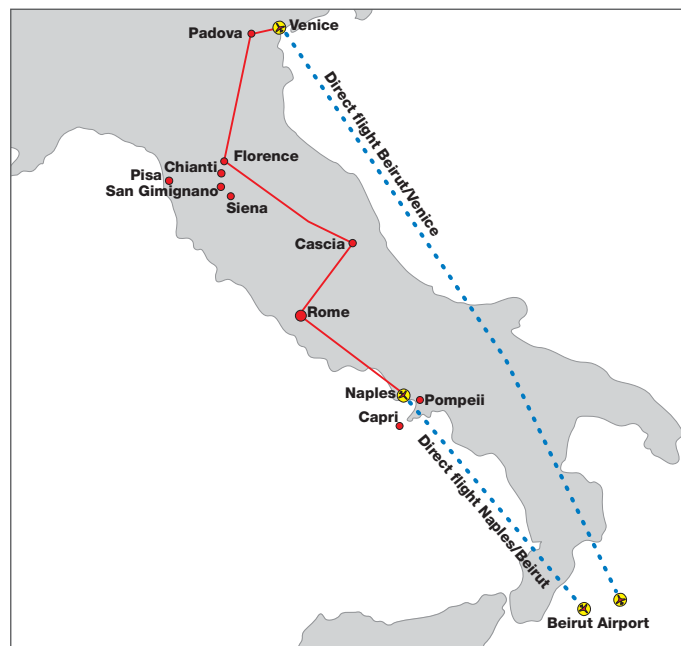 Venice
Padova
Direct flight Beirut/Venice
Florence
Chianti
Pisa
San Gimignano
Siena
Cascia
Rome
Naples
Pompeii
Capri
Direct flight Naples/Beirut
Beirut Airport